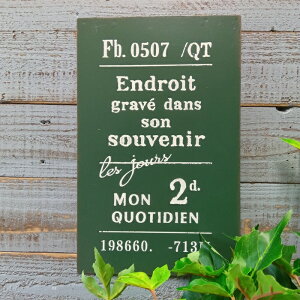 Fb. 0507 /QT
Endroit
gravé dans
son
souvenir
les jours
MON 2d.
QUOTIDIEN
198660. -713